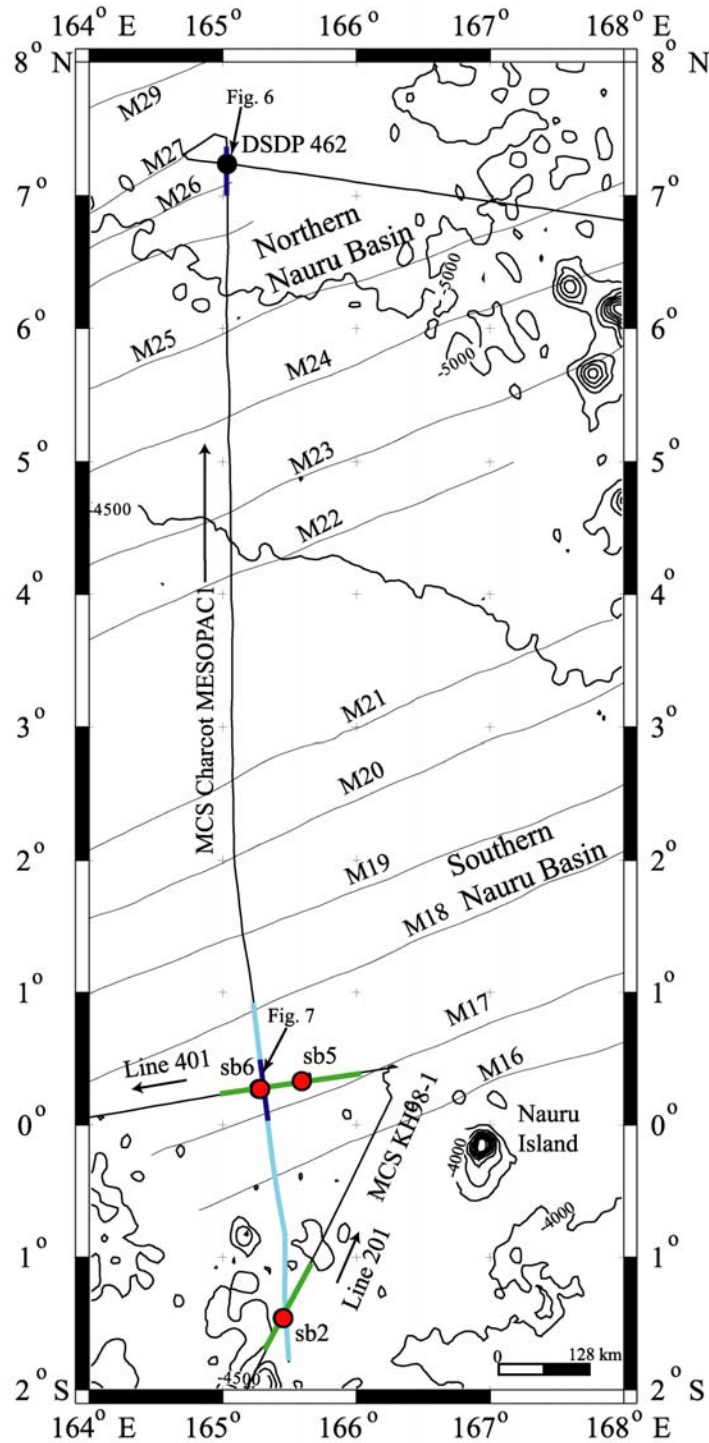 164° E 165° 166° 167° 168° E
8° N 8° N
M29
Fig. 6
DSDP 462
M27
7° 7°
M26
Northern
Nauru Basin
-5000
6° 6°
M25
M24
-5000
5° 5°
M23
-4500
M22
4° 4°
MCS Charcot MESOPAC1
3° 3°
M21
M20
2° 2°
M19
Southern
Nauru Basin
M18
1° 1°
Fig. 7
M17
Line 401
sb6
sb5
M16
0° 0°
MCS KH98-1
Nauru
Island
-4000
-4000
1° 1°
Line 201
sb2
0 128 km
-4500
2° S 2° S
164° E 165° 166° 167° 168° E